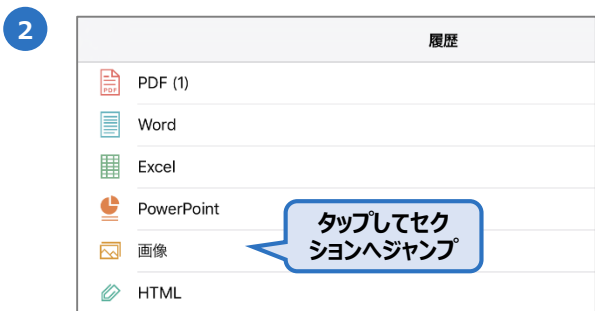 2
履歴
PDF (1)
Word
Excel
PowerPoint
タップしてセク
ションへジャンプ
画像
HTML